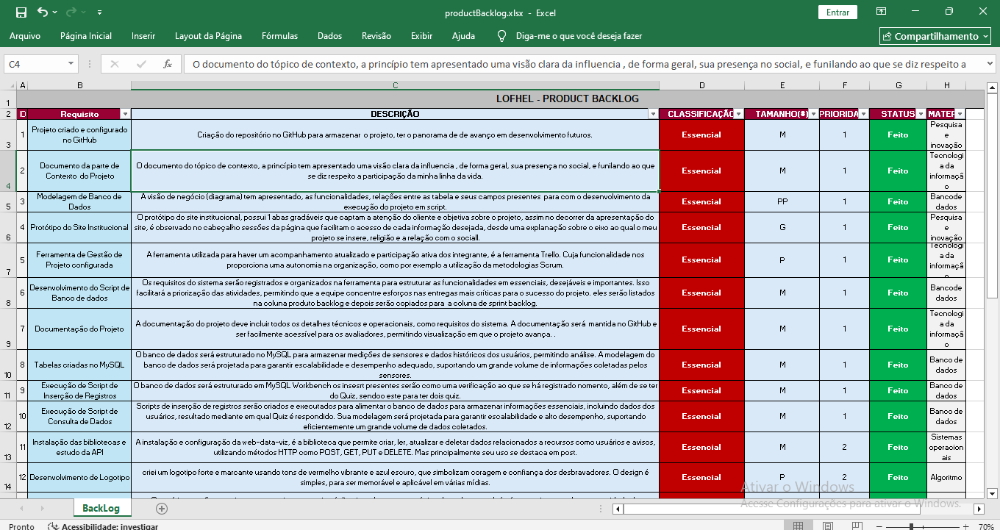 productBacklog.xlsx - Excel
Entrar
Arquivo Página Inicial Inserir Layout da Página Fórmulas Dados Revisão Exibir Ajuda Diga-me o que você deseja fazer Compartilhamento
C4 fx O documento do tópico de contexto, a princípio tem apresentado uma visão clara da influencia , de forma geral, sua presença no social, e funilando ao que se diz respeito a
A B C D E F G H
1 LOFHEL - PRODUCT BACKLOG
2 ID Requisito DESCRIÇÃO CLASSIFICAÇÃO TAMANHO(#) PRIORIDA STATUS MATER
3
1
Projeto criado e configurado
no GitHub
Criação do repositório no GitHub para armazenar o projeto, ter o panorama de de avanço em desenvolvimento futuros.
Essencial M 1 Feito
Pesquisa
e
inovação
4
2
Documento da parte de
Contexto do Projeto
O documento do tópico de contexto, a princípio tem apresentado uma visão clara da influencia , de forma geral, sua presença no social, e funilando ao que
se diz respeito a participação da minha linha da vida.
Essencial M 1 Feito
Tecnologi
a da
informaçã
o
5
3
Modelagem de Banco de
Dados
A visão de negócio (diagrama) tem apresentado, as funcionalidades, relações entre as tabela e seus campos presentes para com o desenvolvimento da
execução do projeto em script.
Essencial PP 1 Feito
Bancode
dados
6
4
Protótipo do Site Institucional
O protótipo do site institucional, possui 1 abas gradáveis que captam a atenção do cliente e objetiva sobre o projeto, assim no decorrer da apresentação do
site, é observado no cabeçalho sessões da página que facilitam o acesso de cada informação desejada, desde uma explanação sobre o eixo ao qual o meu
projeto se insere, religião e a relação com o sociall.
Essencial G 1 Feito
Pesquisa
e
inovação
7
5
Ferramenta de Gestão de
Projeto configurada
A ferramenta utilizada para haver um acompanhamento atualizado e participação ativa dos integrante, é a ferramenta Trello. Cuja funcionalidade nos
proporciona uma autonomia na organização, como por exemplo a utilização da metodologias Scrum.
Essencial P 1 Feito
Tecnologi
a da
informaçã
8
6
Desenvolvimento do Script de
Banco de dados
Os requisitos do sistema serão registrados e organizados na ferramenta para estruturar as funcionalidades em essenciais, desejáveis e importantes. Isso
facilitará a priorização das atividades, permitindo que a equipe concentre esforços nas entregas mais críticas para o sucesso do projeto. eles serão listados
na coluna produto backlog e depois serão copiados para a coluna de sprint backlog.
Essencial M 1 Feito
Bancode
dados
9
7
Documentação do Projeto
A documentação do projeto deve incluir todos os detalhes técnicos e operacionais, como requisitos do sistema. A documentação será mantida no GitHub e
ser facilmente acessível para os avaliadores, permitindo visualização em que o projeto avança. .
Essencial M 1 Feito
Tecnologi
a da
informaçã
o
10
8
Tabelas criadas no MySQL
O banco de dados será estruturado no MySQL para armazenar medições de sensores e dados históricos dos usuários, permitindo análise. A modelagem do
banco de dados será projetada para garantir escalabilidade e desempenho adequado, suportando um grande volume de informações coletadas pelos
sensores.
Essencial M 1 Feito
Banco de
dados
11
9
Execução de Script de
Inserção de Registros
O banco de dados será estruturado em MySQL Workbench os insesrt presentes serão como uma verificação ao que se há registrado nomento, além de se ter
do Quiz, sendoo este para ter dois quiz.
Essencial M 1 Feito
Banco de
dados
12
10
Execução de Script de
Consulta de Dados
Scripts de inserção de registros serão criados e executados para alimentar o banco de dados para armazenar informações essenciais, incluindo dados dos
usuários, resultado mediante em qual Quiz é respondido. Sua modelagem será projetada para garantir escalabilidade e alto desempenho, suportando
eficientemente um grande volume de dados coletados.
Essencial M 1 Feito
Banco de
dados
13
11
Instalação das bibliotecas e
estudo da API
A instalação e configuração da web-data-viz, é a biblioteca que permite criar, ler, atualizar e deletar dados relacionados a recursos como usuários e avisos,
utilizando métodos HTTP como POST, GET, PUT e DELETE. Mas principalmente seu uso se destaca em post.
Essencial M 2 Feito
Sistemas
operacion
ais
14
12
Desenvolvimento de Logotipo
criei um logotipo forte e marcante usando tons de vermelho vibrante e azul escuro, que simbolizam coragem e confiança dos desbravadores. O design é
simples, para ser memorável e aplicável em várias mídias.
Essencial P 2 Feito
Algoritmo
Ativar o Windows
Acesse Configurações para ativar o Windows.
BackLog
Pronto Acessibilidade: investigar 70%